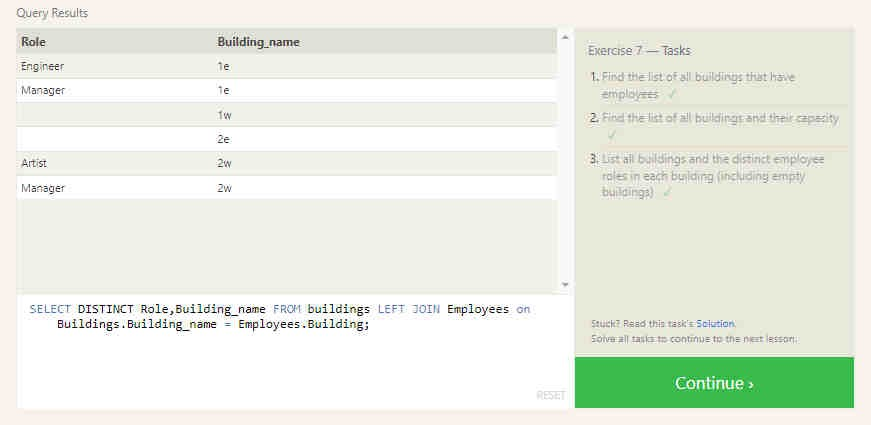 Query Results
Role Building_name
Engineer 1e
Manager 1e
1w
2e
Artist 2w
Manager 2w
SELECT DISTINCT Role,Building_name FROM buildings LEFT JOIN Employees on
Buildings.Building_name = Employees.Building;
RESET
Exercise 7 — Tasks
1. Find the list of all buildings that have
employees ✓
2. Find the list of all buildings and their capacity
✓
3. List all buildings and the distinct employee
roles in each building (including empty
buildings) ✓
Stuck? Read this task's Solution.
Solve all tasks to continue to the next lesson.
Continue ›